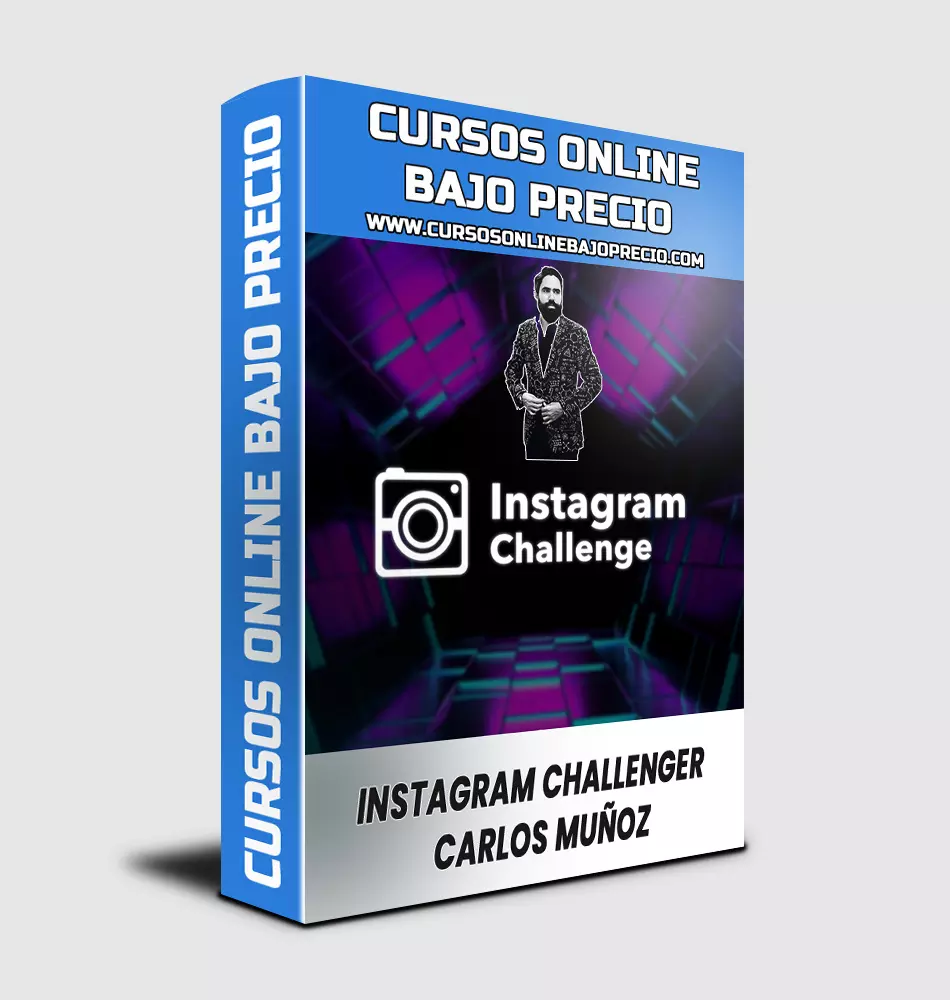 CURSOS ONLINE BAJO PRECIO
CURSOS ONLINE
BAJO PRECIO
WWW.CURSOSONLINEBAJOPRECIO.COM
Instagram
Challenge
INSTAGRAM CHALLENGER
CARLOS MUÑOZ